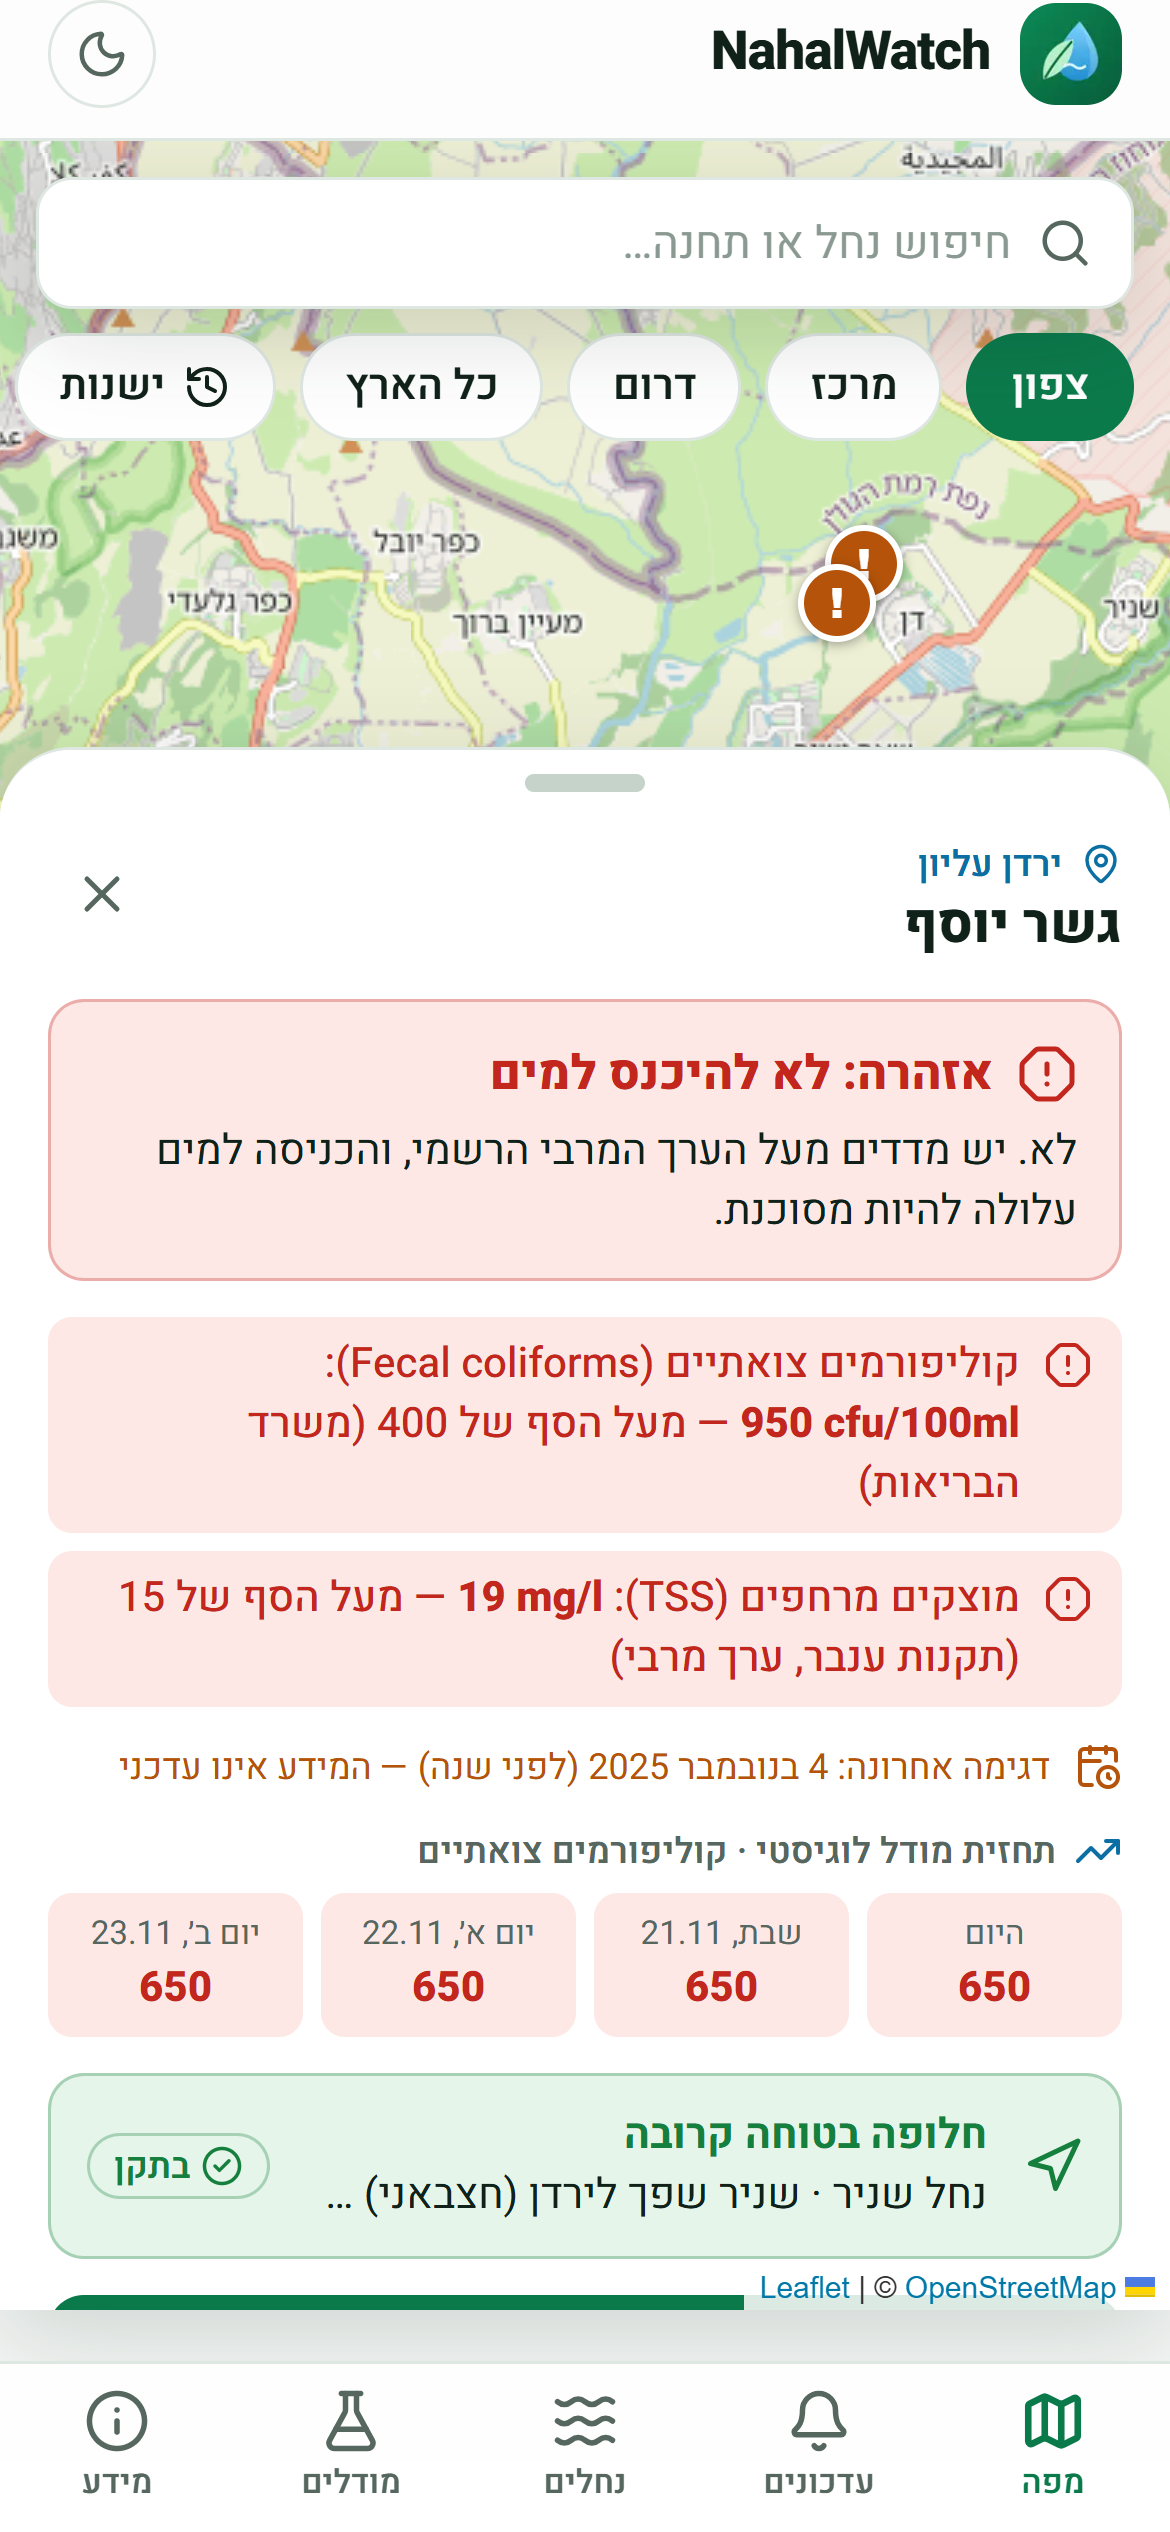 NahalWatch
المجيدية
חיפוש נחל או תחנה...
צפון
מרכז
דרום
כל הארץ
ישנות
נפת רמת הגולן
כפר יובל
כפר גלעדי
מעיין ברוך
דן
שניר
ירדן עליון
גשר יוסף
אזהרה: לא להיכנס למים
לא. יש מדדים מעל הערך המרבי הרשמי, והכניסה למים
עלולה להיות מסוכנת.
קוליפורמים צואתיים (Fecal coliforms):
950 cfu/100ml — מעל הסף של 400 (משרד
הבריאות)
מוצקים מרחפים (TSS): 19 mg/l — מעל הסף של 15
(תקנות ענבר, ערך מרבי)
דגימה אחרונה: 4 בנובמבר 2025 (לפני שנה) — המידע אינו עדכני
תחזית מודל לוגיסטי · קוליפורמים צואתיים
היום
650
שבת, 21.11
650
יום א׳, 22.11
650
יום ב׳, 23.11
650
חלופה בטוחה קרובה
נחל שניר · שניר שפך לירדן (חצבאני) ...
בתקן
Leaflet | © OpenStreetMap
מפה
עדכונים
נחלים
מודלים
מידע